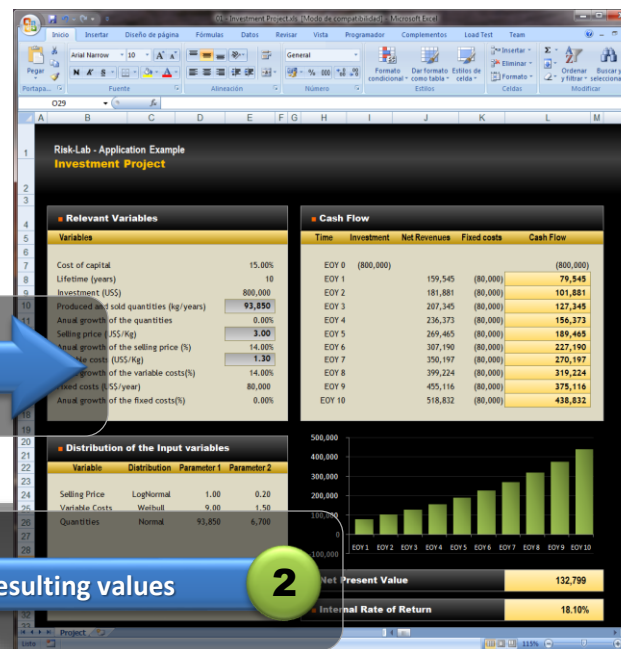 01 - Investment Project.xls [Modo de compatibilidad] - Microsoft Excel
Inicio Insertar Diseño de página Fórmulas Datos Revisar Vista Programador Complementos Load Test Team
Pegar
Arial Narrow 10
General
Formato condicional Dar formato como tabla Estilos de celda
Insertar
Eliminar
Formato
Ordenar y filtrar Buscar y
Fuente Alineación Número Estilos Celdas Modificar
O29 fx
A B C D E F G H I J K L M
Risk-Lab - Application Example
Investment Project
Relevant Variables
Variables
Cost of capital 15.00%
Lifetime (years) 10
Investment (US$) 800,000
Produced and sold quantities (kg/years) 93,850
Anual growth of the quantities 0.00%
Selling price (US$/Kg) 3.00
Anual growth of the selling price (%) 14.00%
costs (US$/Kg) 1.30
growth of the variable costs(%) 14.00%
Fixed costs (US$/year) 80,000
Anual growth of the fixed costs(%) 0.00%
Cash Flow
Time Investment Net Revenues Fixed costs Cash Flow
EOY 0 (800,000) (800,000)
EOY 1 159,545 (80,000) 79,545
EOY 2 181,881 (80,000) 101,881
EOY 3 207,345 (80,000) 127,345
EOY 4 236,373 (80,000) 156,373
EOY 5 269,465 (80,000) 189,465
EOY 6 307,190 (80,000) 227,190
EOY 7 350,197 (80,000) 270,197
EOY 8 399,224 (80,000) 319,224
EOY 9 455,116 (80,000) 375,116
EOY 10 518,832 (80,000) 438,832
Distribution of the Input variables
Variable Distribution Parameter 1 Parameter 2
Selling Price LogNormal 1.00 0.20
Variable Costs Weibull 9.00 1.50
Quantities Normal 93,850 6,700
500,000
400,000
300,000
200,000
100,000
0
-100,000
EOY 1 EOY 2 EOY 3 EOY 4 EOY 5 EOY 6 EOY 7 EOY 8 EOY 9 EOY 10
esulting values 2
Net Present Value 132,799
Internal Rate of Return 18.10%
Project
Listo 115%